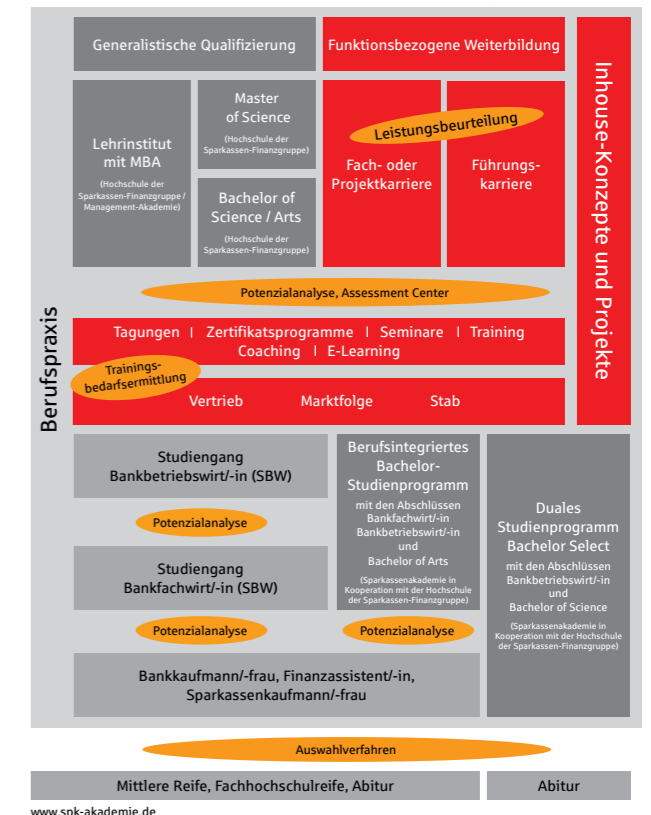 Generalistische Qualifizierung
Funktionsbezogene Weiterbildung
Inhouse-Konzepte und Projekte
Lehrinstitut
mit MBA
(Hochschule der
Sparkassen-Finanzgruppe /
Management-Akademie)
Master
of Science
(Hochschule der
Sparkassen-Finanzgruppe)
Bachelor of
Science / Arts
(Hochschule der
Sparkassen-Finanzgruppe)
Leistungsbeurteilung
Fach- oder
Projektkarriere
Führungs-
karriere
Potenzialanalyse, Assessment Center
Berufspraxis
Tagungen | Zertifikatsprogramme | Seminare | Training
Coaching | E-Learning
Trainings-
bedarfsermittlung
Vertrieb Marktfolge Stab
Studiengang
Bankbetriebswirt/-in (SBW)
Potenzialanalyse
Studiengang
Bankfachwirt/-in (SBW)
Potenzialanalyse
Berufsintegriertes
Bachelor-
Studienprogramm
mit den Abschlüssen
Bankfachwirt/-in
Bankbetriebswirt/-in
und
Bachelor of Arts
(Sparkassenakademie in
Kooperation mit der Hochschule
der Sparkassen-Finanzgruppe)
Potenzialanalyse
Duales
Studienprogramm
Bachelor Select
mit den Abschlüssen
Bankbetriebswirt/-in
und
Bachelor of Science
(Sparkassenakademie in
Kooperation mit der Hochschule
der Sparkassen-Finanzgruppe)
Bankkaufmann/-frau, Finanzassistent/-in,
Sparkassenkaufmann/-frau
Auswahlverfahren
Mittlere Reife, Fachhochschulreife, Abitur
Abitur
www.spk-akademie.de